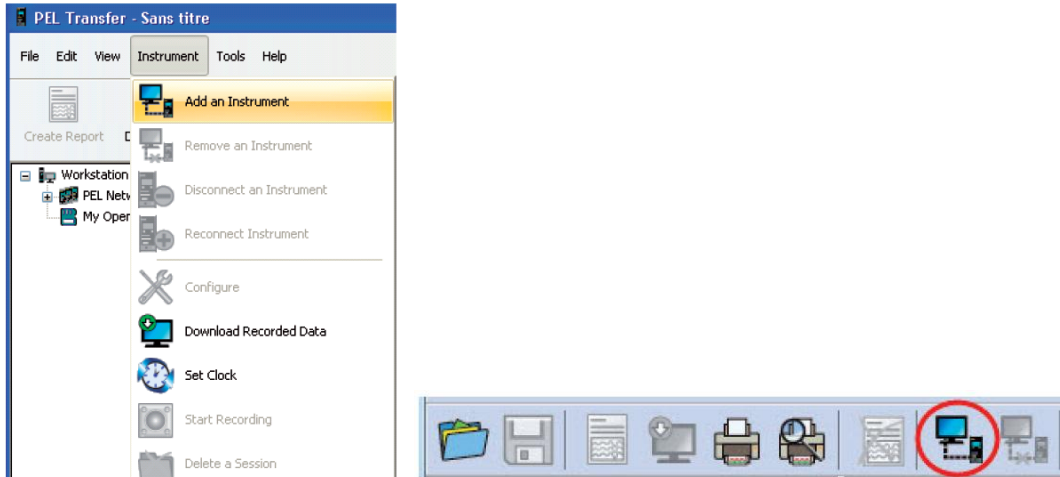 PEL Transfer - Sans titre
File Edit View Instrument Tools Help
Add an Instrument
Create Report
Remove an Instrument
Workstation
Disconnect an Instrument
PEL Netw
My Oper
Reconnect Instrument
Configure
Download Recorded Data
Set Clock
Start Recording
Delete a Session